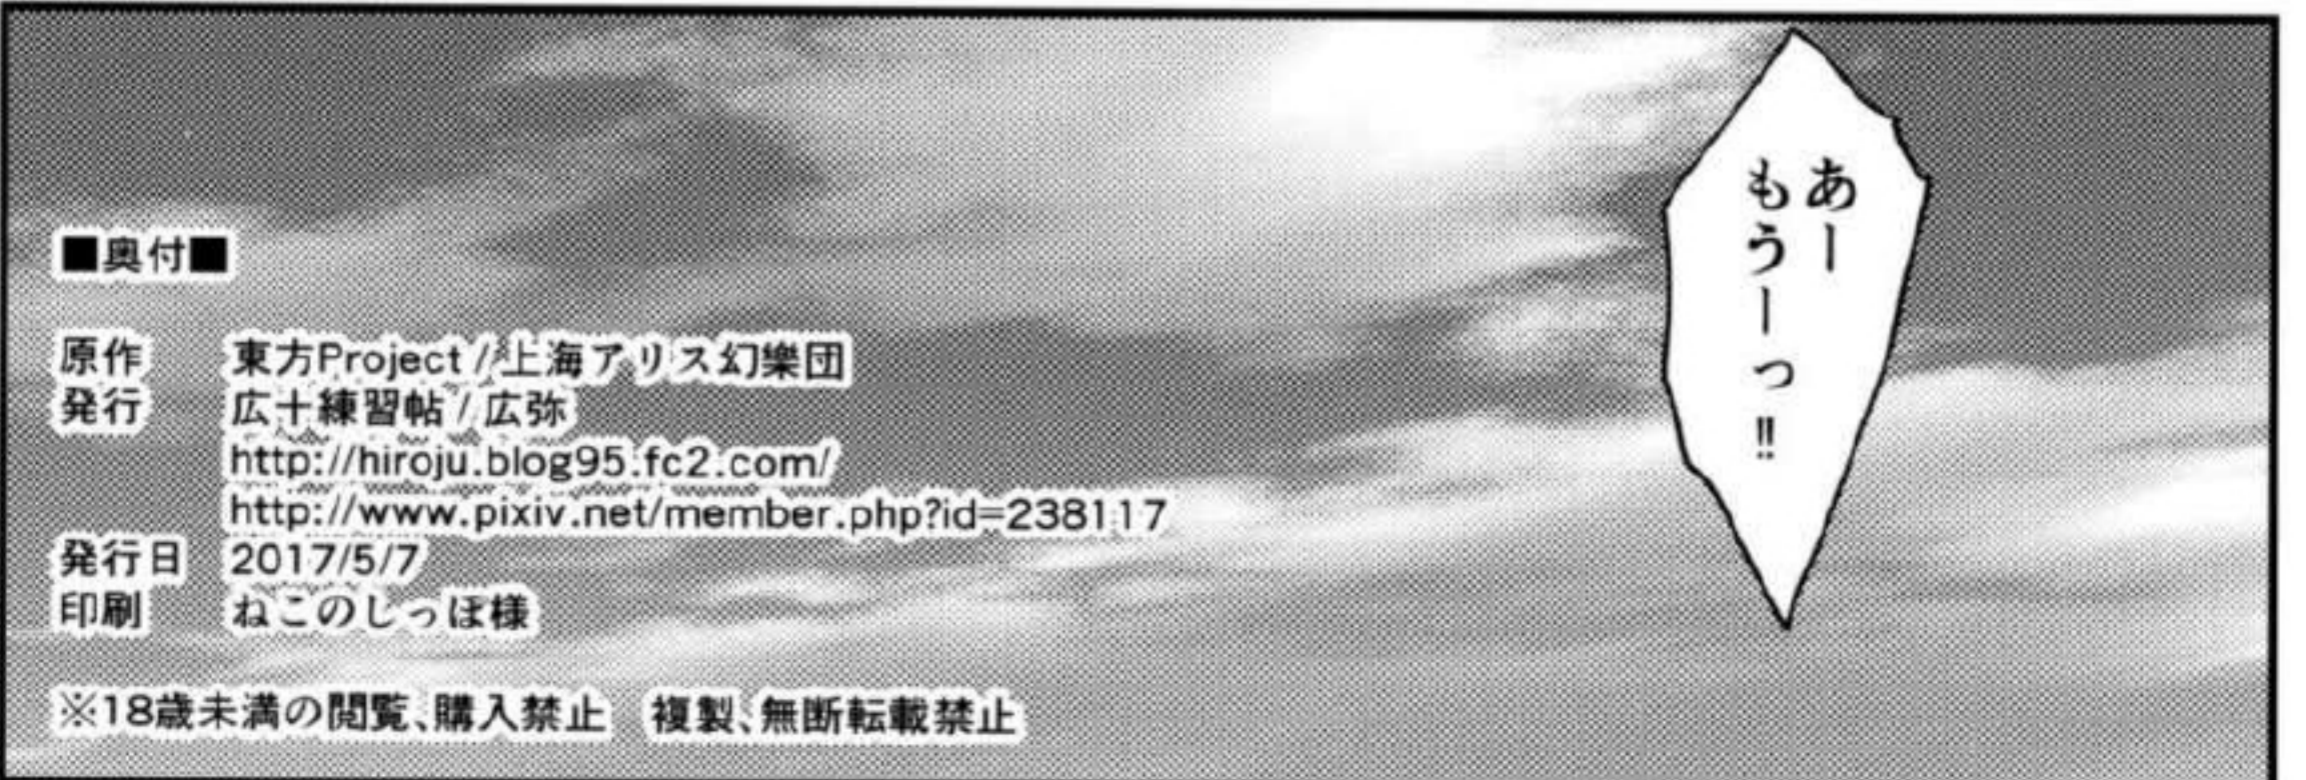 あー
もうーっ!!
■奥付■
原作 東方Project / 上海アリス幻樂団
発行 広十練習帖 / 広弥
http://hiroju.blog95.fc2.com/
http://www.pixiv.net/member.php?id=238117
発行日 2017/5/7
印刷 ねこのしっぽ様
※18歳未満の閲覧、購入禁止 複製、無断転載禁止